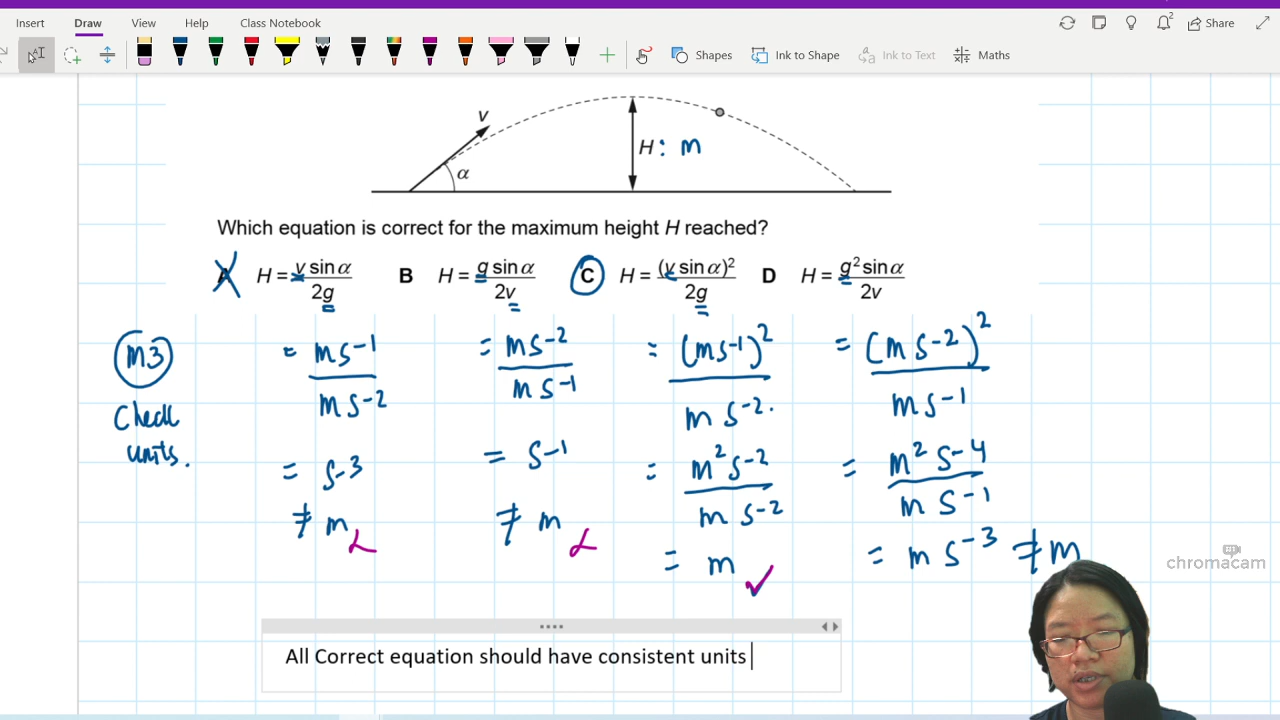 Insert Draw View Help Class Notebook
2
Share
Shapes Ink to Shape Ink to Text Maths
v
α
H : m
Which equation is correct for the maximum height H reached?
A H = v sin α / 2g B H = g sin α / 2v C H = (v sin α)² / 2g D H = g² sin α / 2v
m3
Check
units.
= ms-1 / ms-2
= s-3
≠ m
= ms-2 / ms-1
= s-1
≠ m
= (ms-1)² / ms-2.
= m²s-2 / ms-2
= m
= (ms-2)² / ms-1
= m²s-4 / ms-1
= ms-3 ≠ m
chromacam
All Correct equation should have consistent units